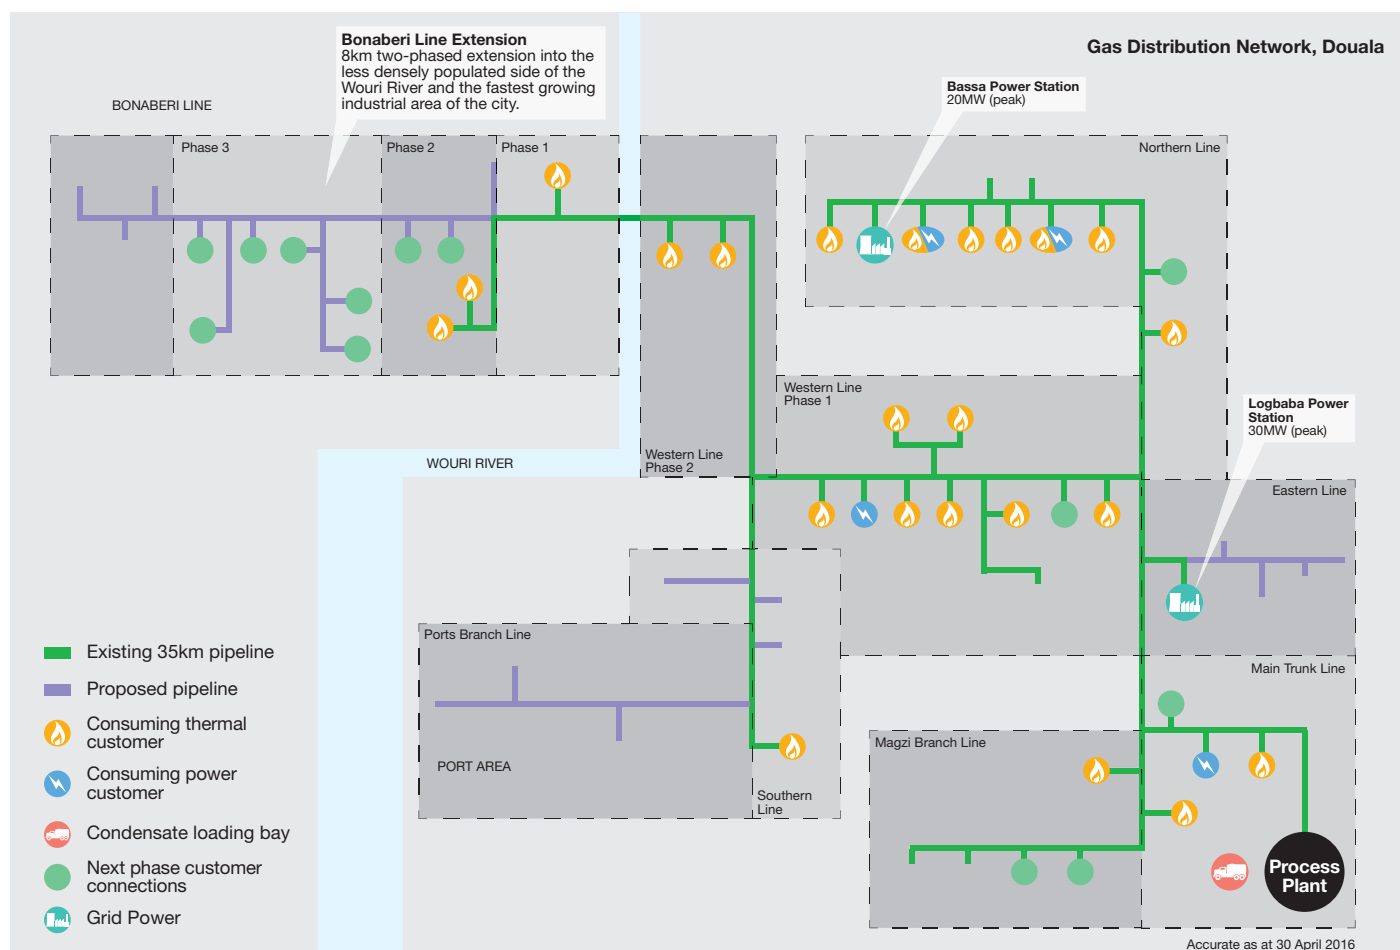 Gas Distribution Network, Douala
Bonaberi Line Extension
8km two-phased extension into the
less densely populated side of the
Wouri River and the fastest growing
industrial area of the city.
Bassa Power Station
20MW (peak)
BONABERI LINE
Phase 3
Phase 2
Phase 1
Northern Line
Western Line
Phase 1
Logbaba Power
Station
30MW (peak)
WOURI RIVER
Western Line
Phase 2
Eastern Line
Ports Branch Line
Main Trunk Line
Magzi Branch Line
PORT AREA
Southern
Line
Process
Plant
Existing 35km pipeline
Proposed pipeline
Consuming thermal
customer
Consuming power
customer
Condensate loading bay
Next phase customer
connections
Grid Power
Accurate as at 30 April 2016